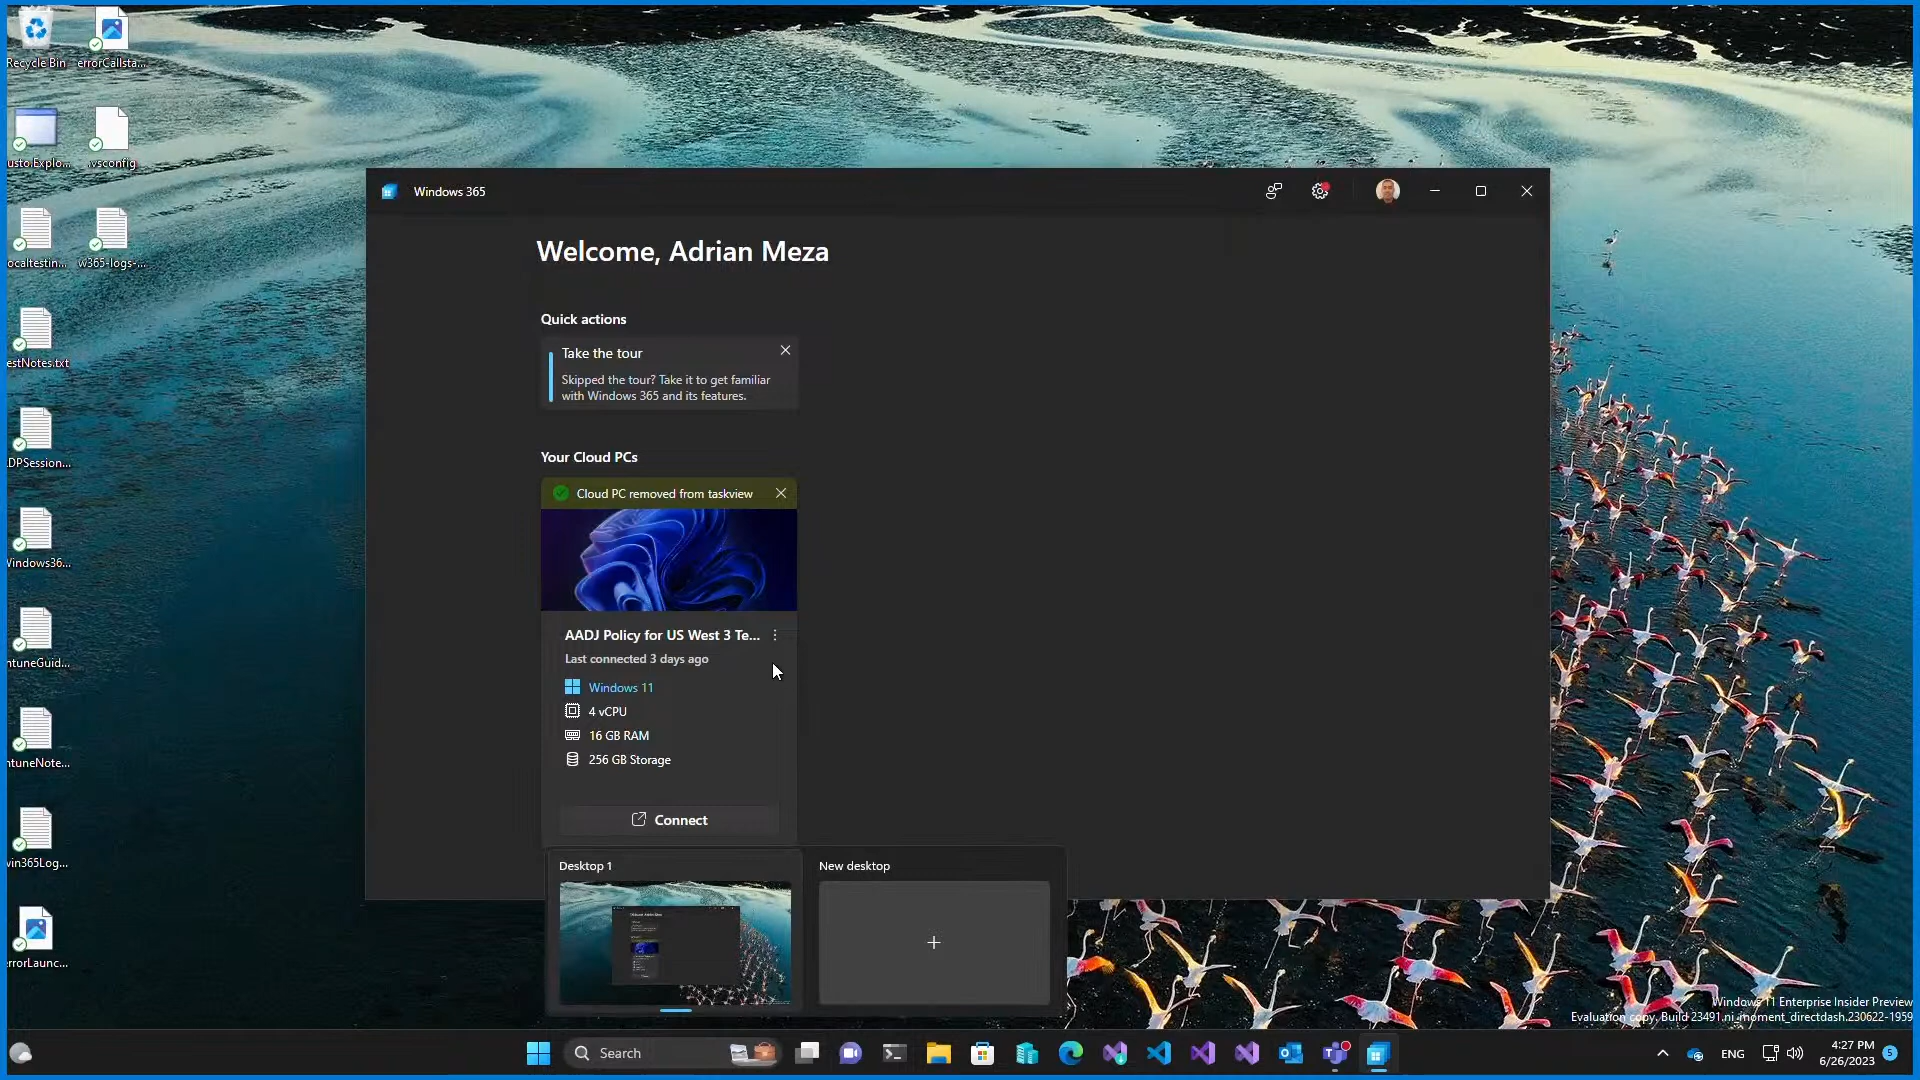 Recycle Bin
errorCallsta...
usto.Explo...
.vsconfig
ocaltestin...
w365-logs-...
estNotes.txt
DPSession...
Windows36...
ntuneGuid...
ntuneNote...
win365Log...
errorLaunc...
Windows 365
Welcome, Adrian Meza
Quick actions
Take the tour
Skipped the tour? Take it to get familiar
with Windows 365 and its features.
Your Cloud PCs
Cloud PC removed from taskview
AADJ Policy for US West 3 Te...
Last connected 3 days ago
Windows 11
4 vCPU
16 GB RAM
256 GB Storage
Connect
Desktop 1
New desktop
Windows 11 Enterprise Insider Preview
Evaluation copy. Build 23491.ni_moment_directdash.230622-1959
Search
ENG
4:27 PM
6/26/2023
5